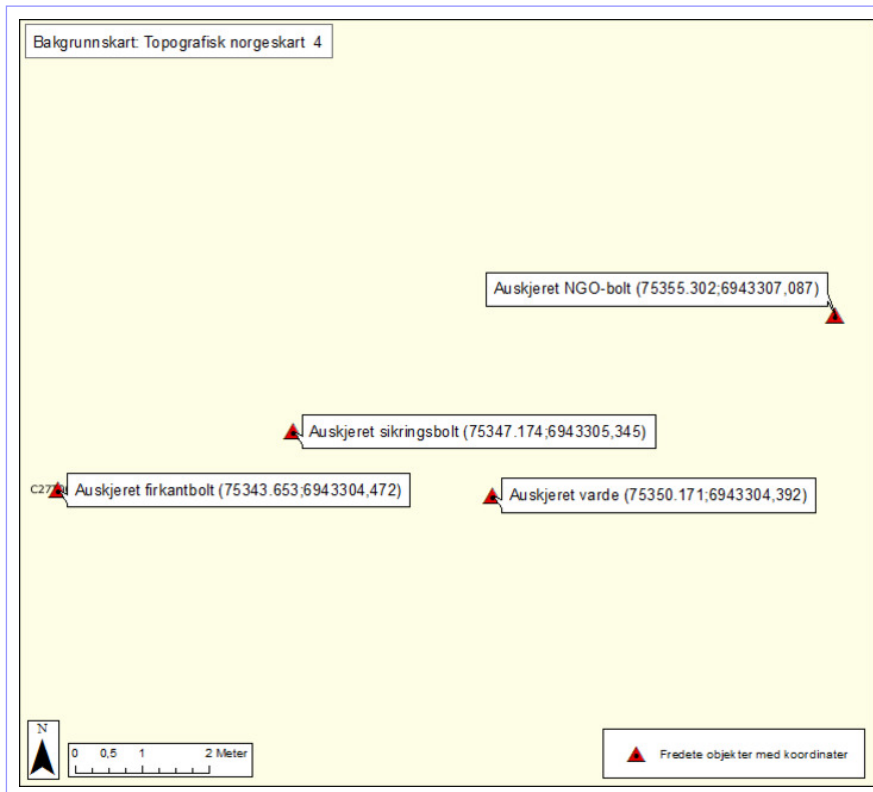 Bakgrunnskart: Topografisk norgeskart 4
Auskjeret NGO-bolt (75355.302;6943307,087)
Auskjeret sikringsbolt (75347.174;6943305,345)
Auskjeret firkantbolt (75343.653;6943304,472)
Auskjeret varde (75350.171;6943304,392)
N
0 0,5 1 2 Meter
Fredete objekter med koordinater